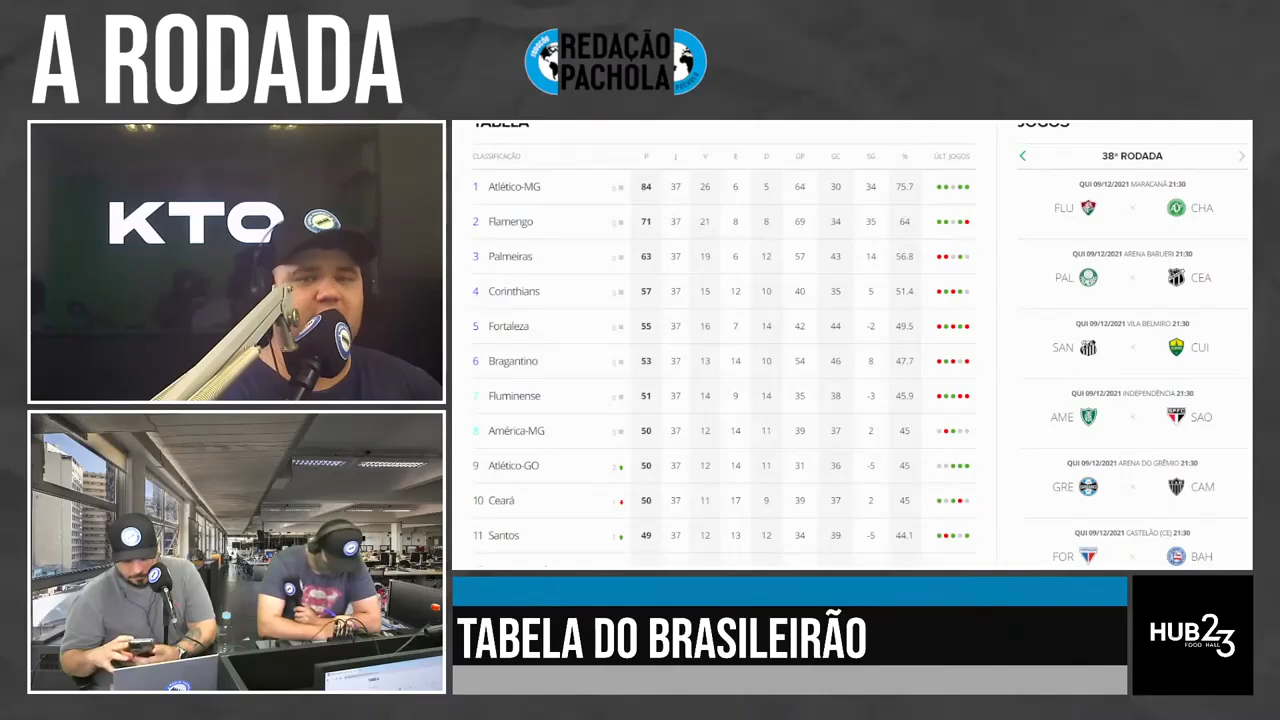 A RODADA
REDAÇÃO
PACHOLA
KTO
TABELA
CLASSIFICAÇÃO P J V E D GP GC SG % ÚLT. JOGOS
1 Atlético-MG 84 37 26 6 5 64 30 34 75.7
2 Flamengo 71 37 21 8 8 69 34 35 64
3 Palmeiras 63 37 19 6 12 57 43 14 56.8
4 Corinthians 57 37 15 12 10 40 35 5 51.4
5 Fortaleza 55 37 16 7 14 42 44 -2 49.5
6 Bragantino 53 37 13 14 10 54 46 8 47.7
7 Fluminense 51 37 14 9 14 35 38 -3 45.9
8 América-MG 50 37 12 14 11 39 37 2 45
9 Atlético-GO 50 37 12 14 11 31 36 -5 45
10 Ceará 50 37 11 17 9 39 37 2 45
11 Santos 49 37 12 13 12 34 39 -5 44.1
JOGOS
38ª RODADA
QUI 09/12/2021 MARACANÃ 21:30
FLU CHA
QUI 09/12/2021 ARENA BARUERI 21:30
PAL CEA
QUI 09/12/2021 VILA BELMIRO 21:30
SAN CUI
QUI 09/12/2021 INDEPENDÊNCIA 21:30
AME SAO
QUI 09/12/2021 ARENA DO GRÊMIO 21:30
GRE CAM
QUI 09/12/2021 CASTELÃO (CE) 21:30
FOR BAH
TABELA DO BRASILEIRÃO
HUB23
FOOD HALL